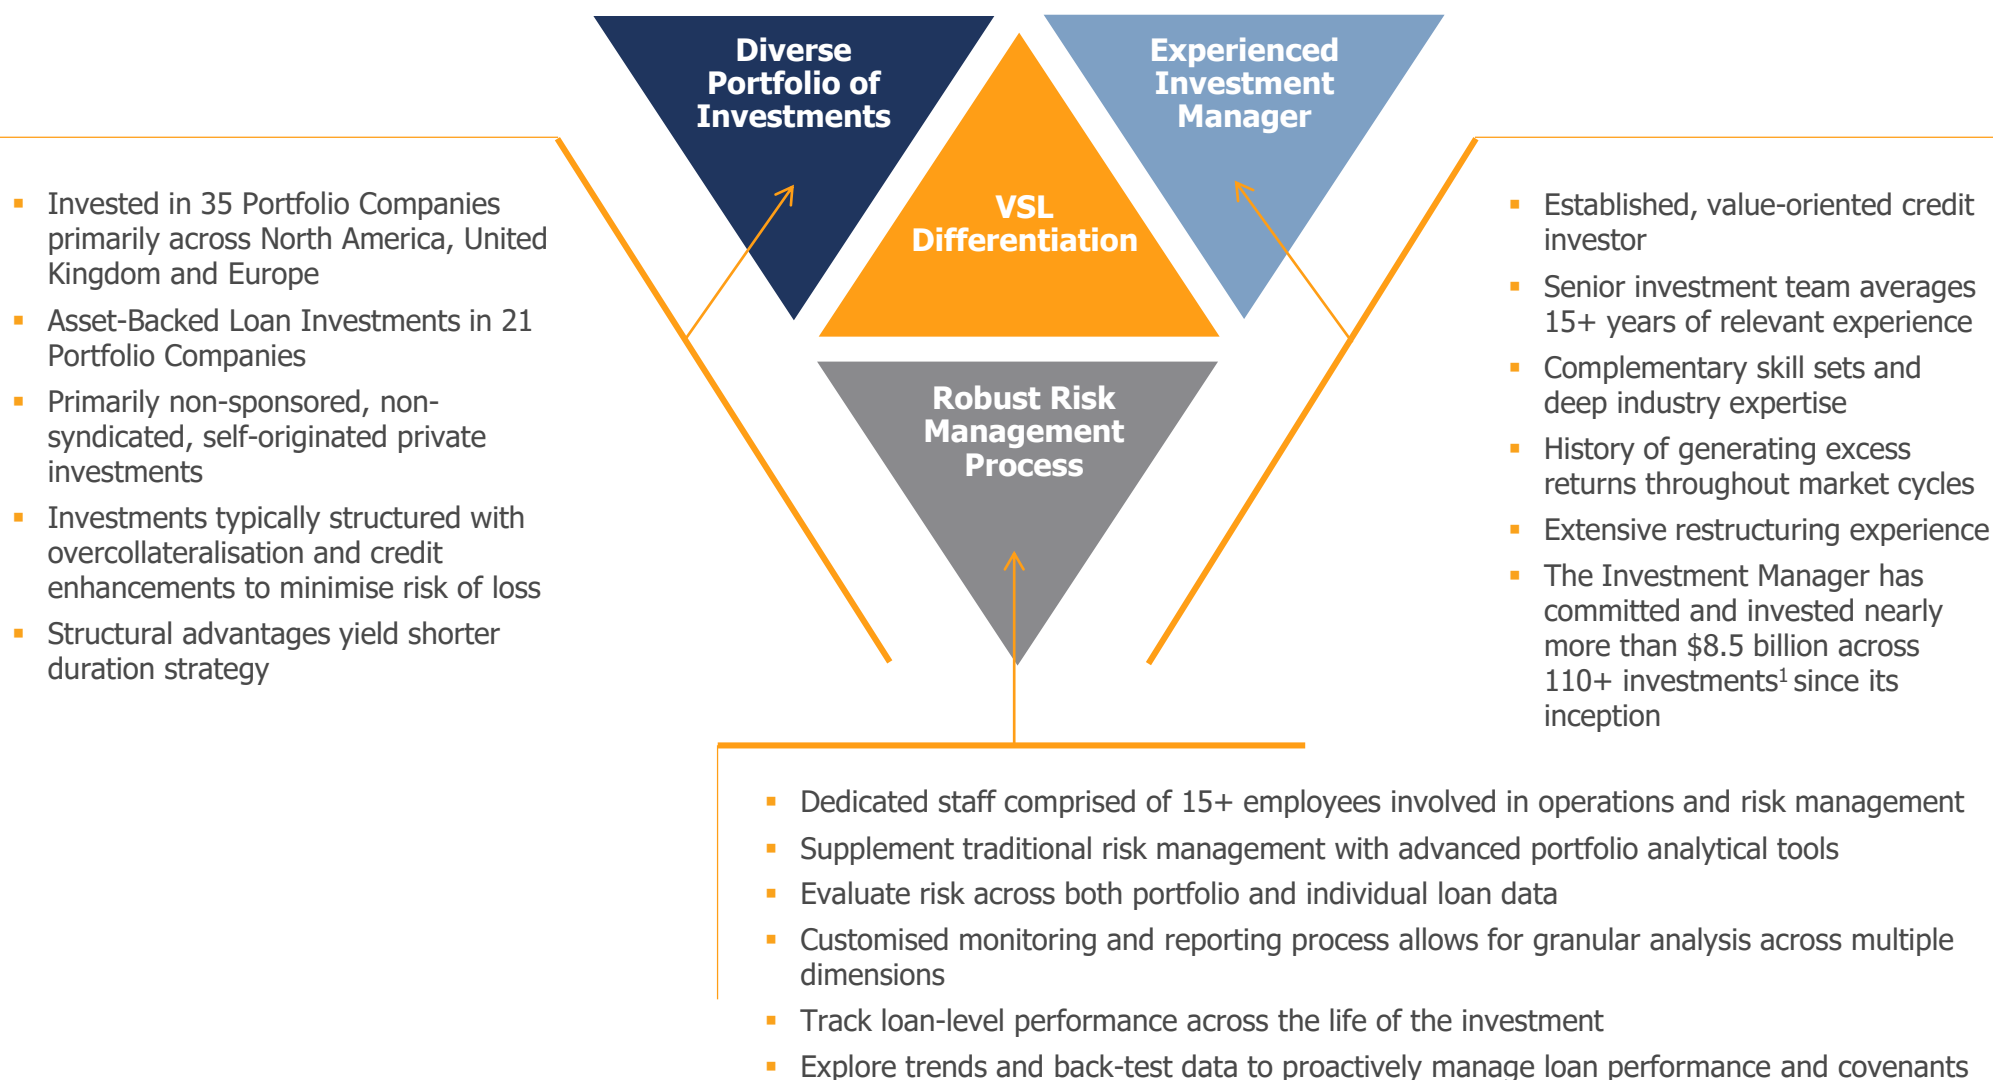 Diverse
Portfolio of
Investments
Experienced
Investment
Manager
VSL
Differentiation
Robust Risk
Management
Process
▪ Invested in 35 Portfolio Companies
primarily across North America, United
Kingdom and Europe
▪ Asset-Backed Loan Investments in 21
Portfolio Companies
▪ Primarily non-sponsored, non-
syndicated, self-originated private
investments
▪ Investments typically structured with
overcollateralisation and credit
enhancements to minimise risk of loss
▪ Structural advantages yield shorter
duration strategy
▪ Established, value-oriented credit
investor
▪ Senior investment team averages
15+ years of relevant experience
▪ Complementary skill sets and
deep industry expertise
▪ History of generating excess
returns throughout market cycles
▪ Extensive restructuring experience
▪ The Investment Manager has
committed and invested nearly
more than $8.5 billion across
110+ investments¹ since its
inception
▪ Dedicated staff comprised of 15+ employees involved in operations and risk management
▪ Supplement traditional risk management with advanced portfolio analytical tools
▪ Evaluate risk across both portfolio and individual loan data
▪ Customised monitoring and reporting process allows for granular analysis across multiple
dimensions
▪ Track loan-level performance across the life of the investment
▪ Explore trends and back-test data to proactively manage loan performance and covenants